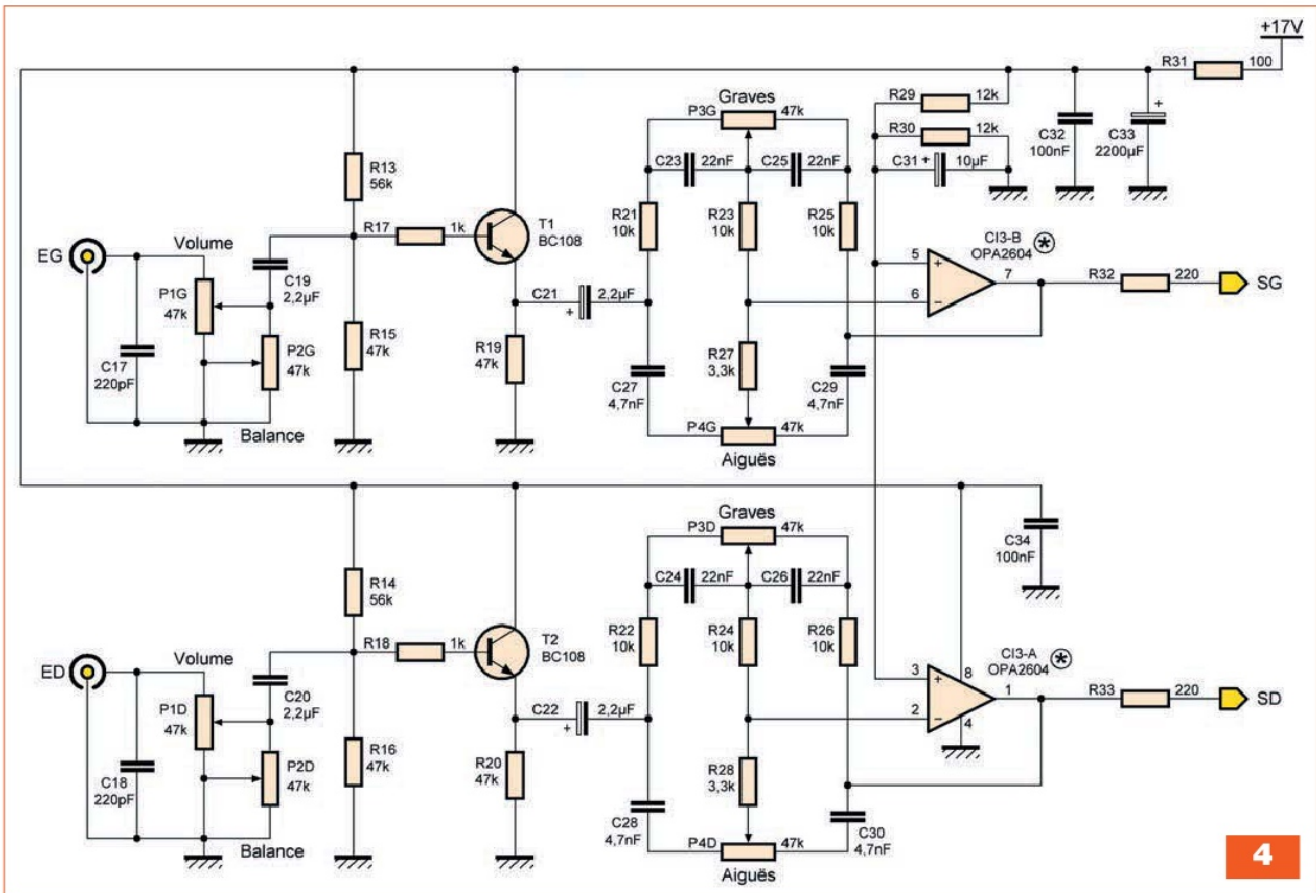 +17V
R31
100
Graves
P3G
47k
R29
12k
R30
12k
C31
+
10µF
C32
100nF
+
C33
2200µF
C23
22nF
C25
22nF
R13
56k
R17
1k
T1
BC108
R21
10k
R23
10k
R25
10k
EG
Volume
C19
2,2µF
P1G
47k
C17
220pF
P2G
47k
Balance
R15
47k
C21
+
2,2µF
R19
47k
CI3-B
OPA2604
5
+
6
−
7
R32
220
SG
R27
3,3k
C27
4,7nF
C29
4,7nF
P4G
47k
Aiguës
Graves
P3D
47k
C34
100nF
C24
22nF
C26
22nF
R14
56k
R18
1k
T2
BC108
R22
10k
R24
10k
R26
10k
ED
Volume
C20
2,2µF
P1D
47k
C18
220pF
P2D
47k
Balance
R16
47k
C22
+
2,2µF
R20
47k
CI3-A
OPA2604
3
+
8
2
−
4
1
R33
220
SD
R28
3,3k
C28
4,7nF
C30
4,7nF
P4D
47k
Aiguës
4